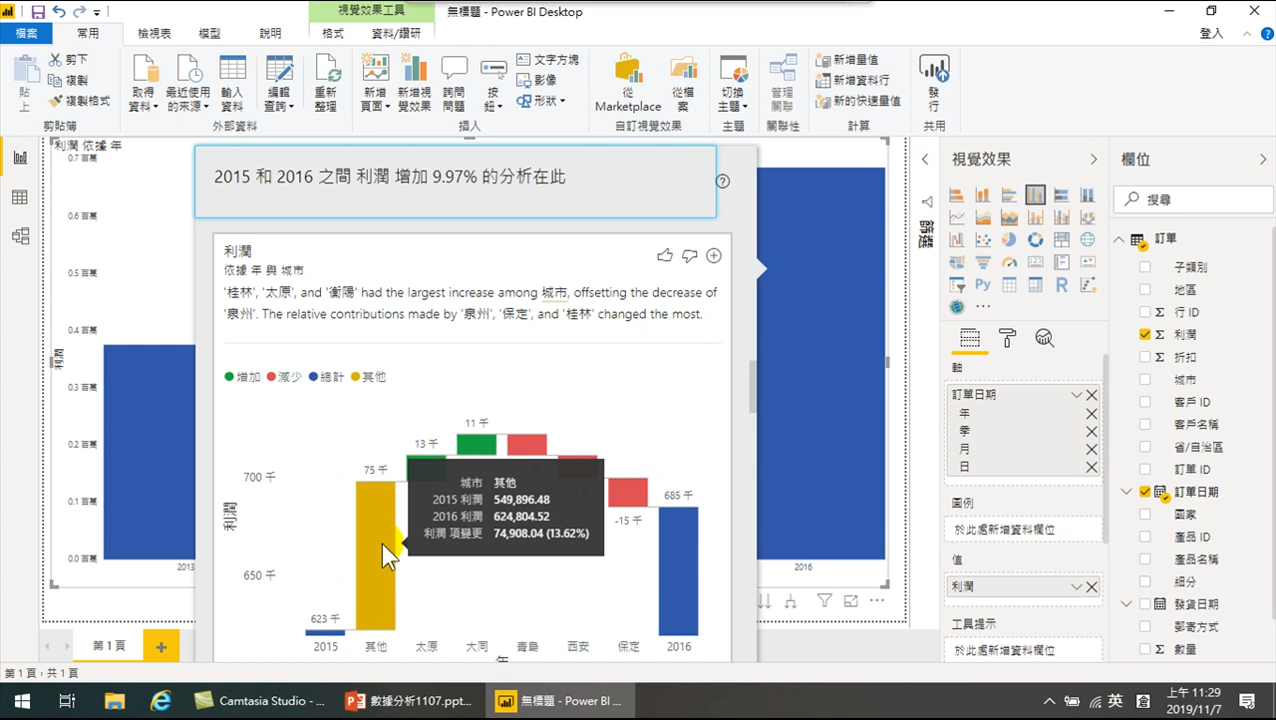 視覺效果工具
無標題 - Power BI Desktop
檔案 常用 檢視表 模型 說明 格式 資料/鑽研 登入
剪下
複製
複製格式
貼上
剪貼簿
取得資料
最近使用的來源
輸入資料
編輯查詢
重新整理
外部資料
新增頁面
新增視覺效果
詢問問題
按鈕
文字方塊
影像
形狀
插入
從 Marketplace
從檔案
自訂視覺效果
切換主題
主題
管理關聯
關聯性
新增量值
新增資料行
新的快速量值
計算
發行
共用
利潤 依據 年
0.7 百萬
0.6 百萬
0.5 百萬
0.4 百萬
0.3 百萬
0.2 百萬
0.1 百萬
0.0 百萬
利潤
2013
2016
2015 和 2016 之間 利潤 增加 9.97% 的分析在此
利潤
依據 年 與 城市
'桂林', '太原', and '衡陽' had the largest increase among 城市, offsetting the decrease of
'泉州'. The relative contributions made by '泉州', '保定', and '桂林' changed the most.
增加 減少 總計 其他
700 千
650 千
利潤
623 千
75 千
13 千
11 千
-15 千
685 千
城市 其他
2015 利潤 549,896.48
2016 利潤 624,804.52
利潤 項變更 74,908.04 (13.62%)
2015 其他 太原 大同 青島 西安 保定 2016
年
篩選
視覺效果
Py
R
軸
訂單日期
年
季
月
日
圖例
於此處新增資料欄位
值
利潤
工具提示
於此處新增資料欄位
欄位
搜尋
訂單
子類別
地區
行 ID
利潤
折扣
城市
客戶 ID
客戶名稱
省/自治區
訂單 ID
訂單日期
國家
產品 ID
產品名稱
細分
發貨日期
郵寄方式
數量
第 1 頁
第 1 頁，共 1 頁
Camtasia Studio - ...
數據分析1107.ppt...
無標題 - Power BI ...
英
上午 11:29
2019/11/7